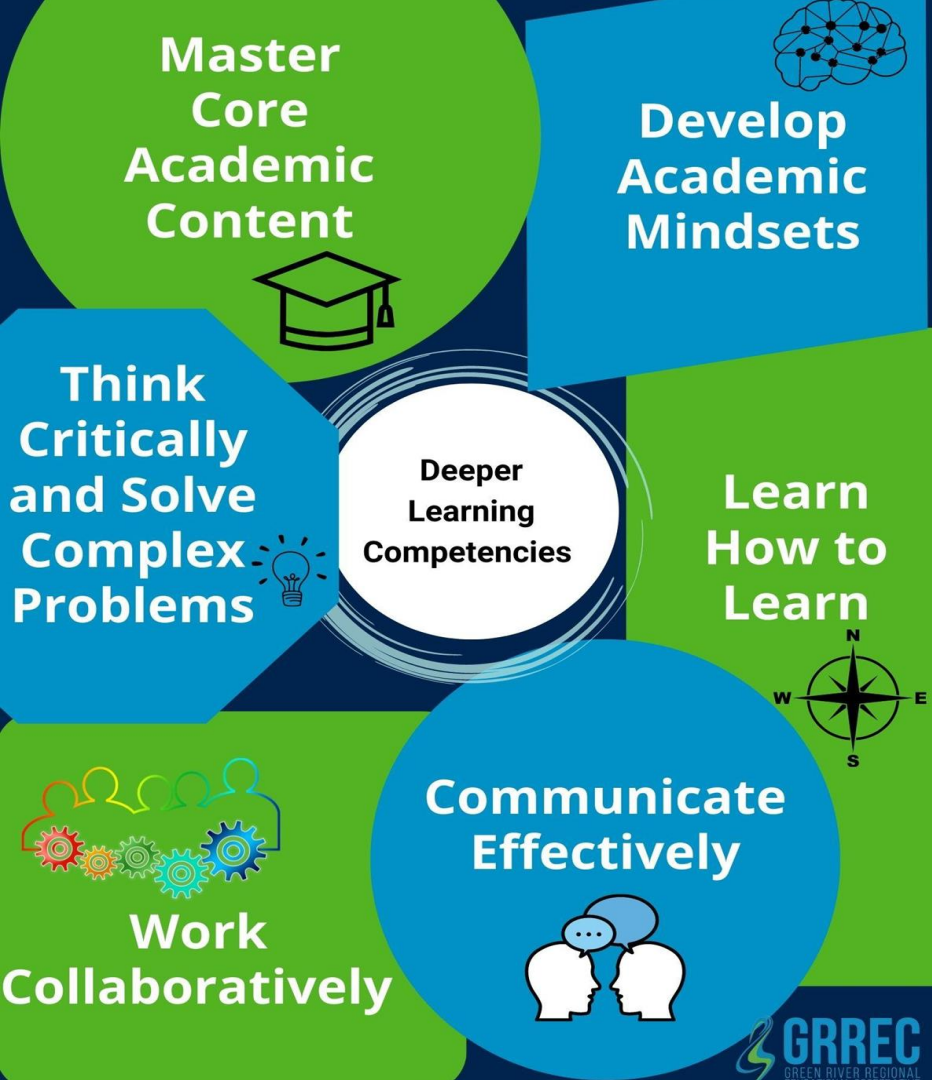 Master
Core
Academic
Content
Develop
Academic
Mindsets
Think
Critically
and Solve
Complex
Problems
Deeper
Learning
Competencies
Learn
How to
Learn
N
W E
S
Communicate
Effectively
Work
Collaboratively
GRREC
GREEN RIVER REGIONAL